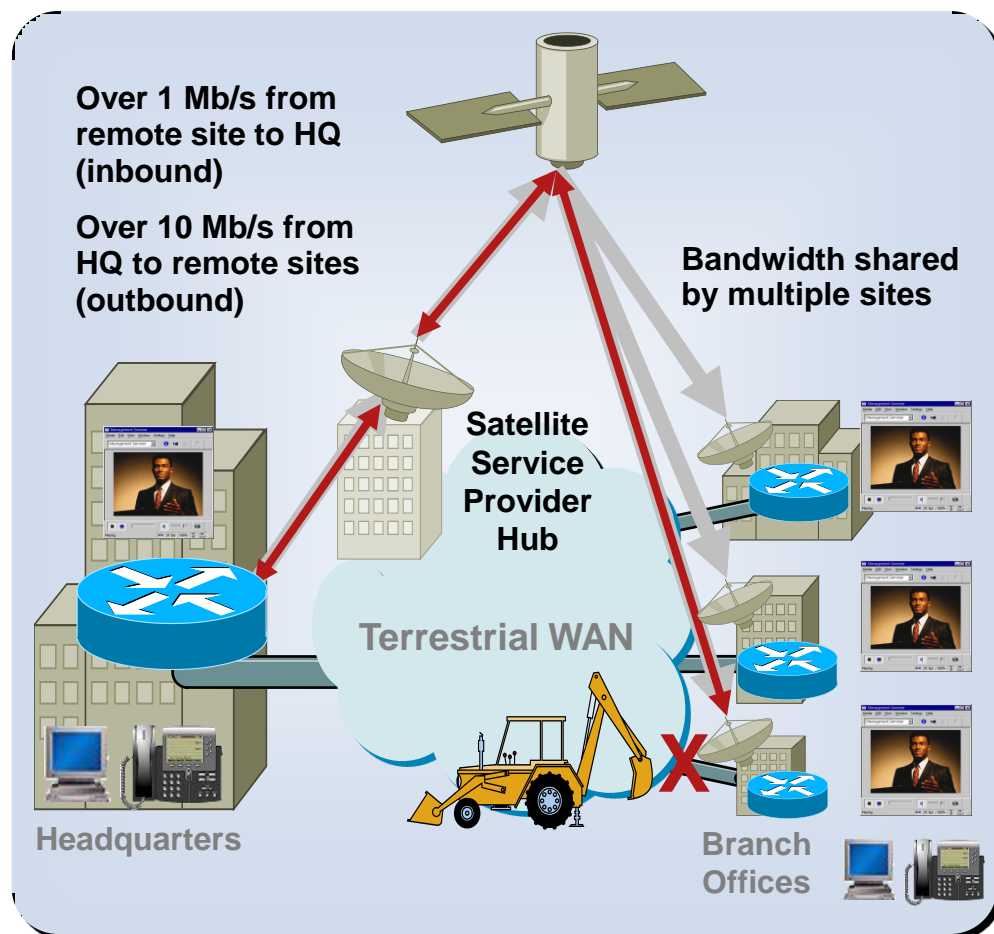 Over 1 Mb/s from
remote site to HQ
(inbound)
Over 10 Mb/s from
HQ to remote sites
(outbound)
Bandwidth shared
by multiple sites
Satellite
Service
Provider
Hub
Terrestrial WAN
X
Headquarters
Branch
Offices